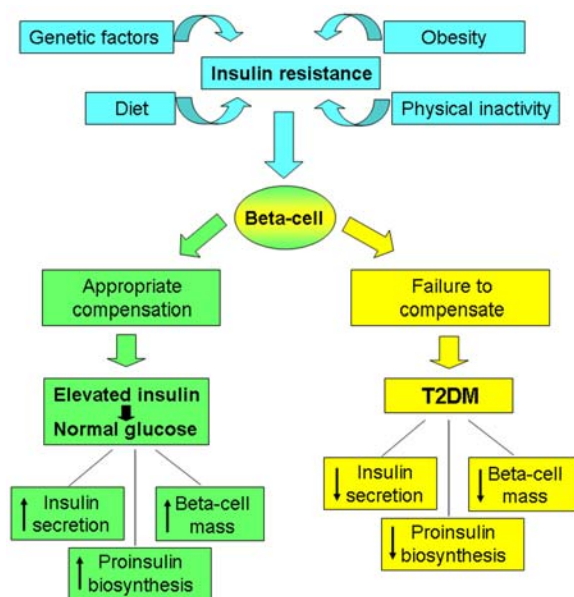 Genetic factors
Obesity
Insulin resistance
Diet
Physical inactivity
Beta-cell
Appropriate
compensation
Failure to
compensate
Elevated insulin
Normal glucose
T2DM
Insulin
secretion
Beta-cell
mass
Proinsulin
biosynthesis
Insulin
secretion
Beta-cell
mass
Proinsulin
biosynthesis